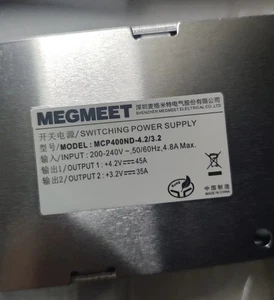 MEGMEET
深圳麦格米特电气股份有限公司
SHENZHEN MEGMEET ELECTRICAL CO.,LTD
开关电源/SWITCHING POWER SUPPLY
型号/MODEL: MCP400ND-4.2/3.2
输入/INPUT: 200-240V～,50/60Hz,4.8A Max.
输出1/OUTPUT 1: +4.2V⎓45A
输出2/OUTPUT 2: +3.2V⎓35A
中国制造
MADE IN CHINA